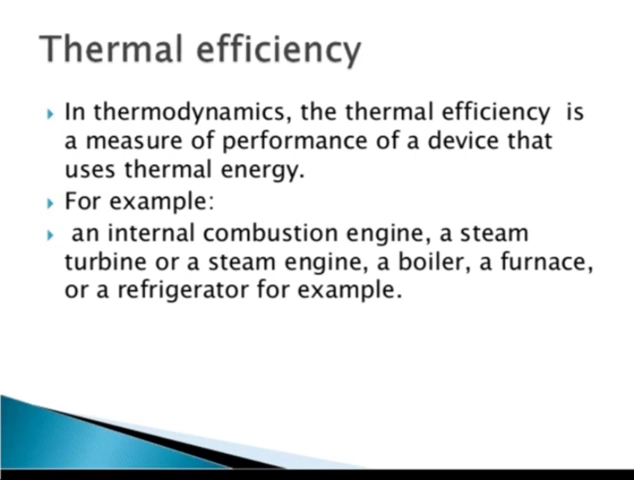 Thermal efficiency
In thermodynamics, the thermal efficiency  is
a measure of performance of a device that
uses thermal energy.
For example:
an internal combustion engine, a steam
turbine or a steam engine, a boiler, a furnace,
or a refrigerator for example.